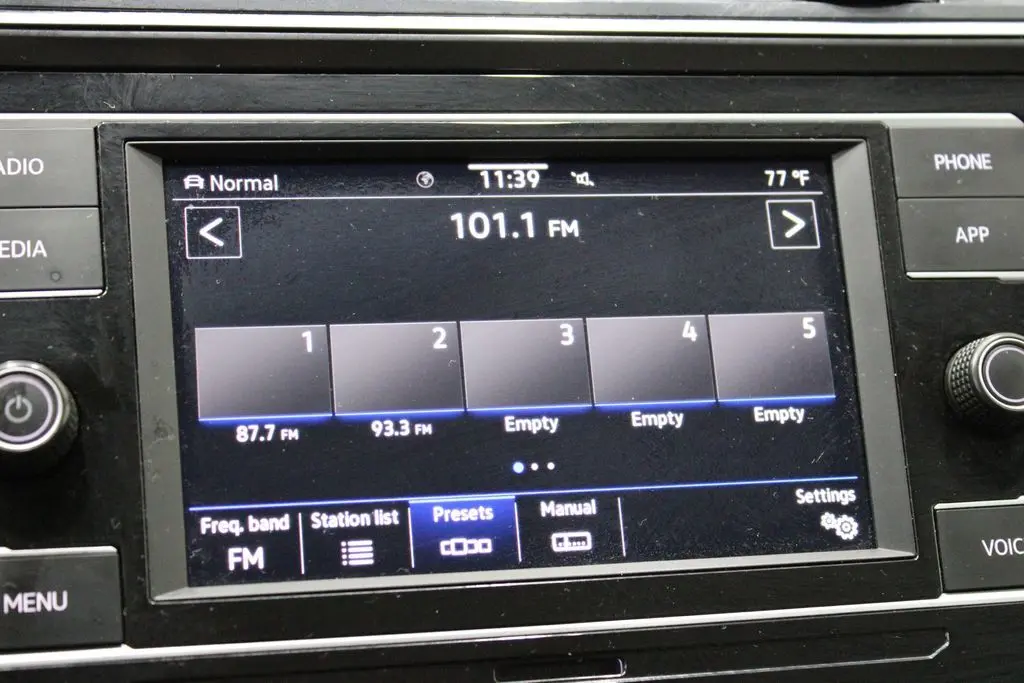 ADIO
EDIA
MENU
Normal 11:39 77 °F
<
101.1 FM
>
1 2 3 4 5
87.7 FM 93.3 FM Empty Empty Empty
Freq. band Station list Presets Manual Settings
FM
PHONE
APP
VOIC